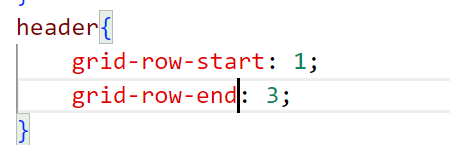 header{
grid-row-start: 1;
grid-row-end: 3;
}